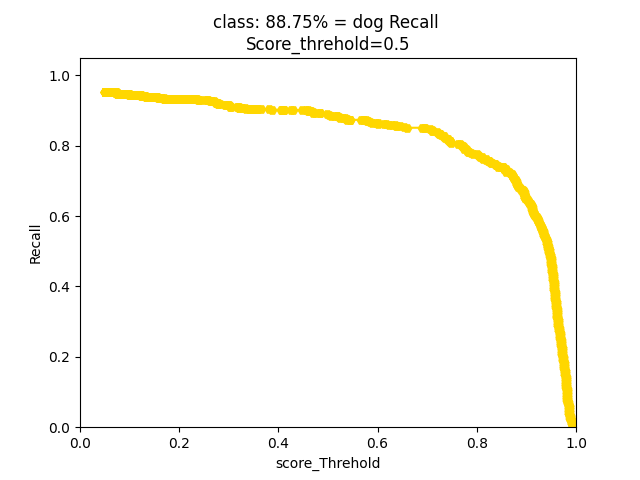 class: 88.75% = dog Recall
Score_threhold=0.5
1.0
0.8
0.6
0.4
0.2
0.0
Recall
0.0 0.2 0.4 0.6 0.8 1.0
score_Threhold